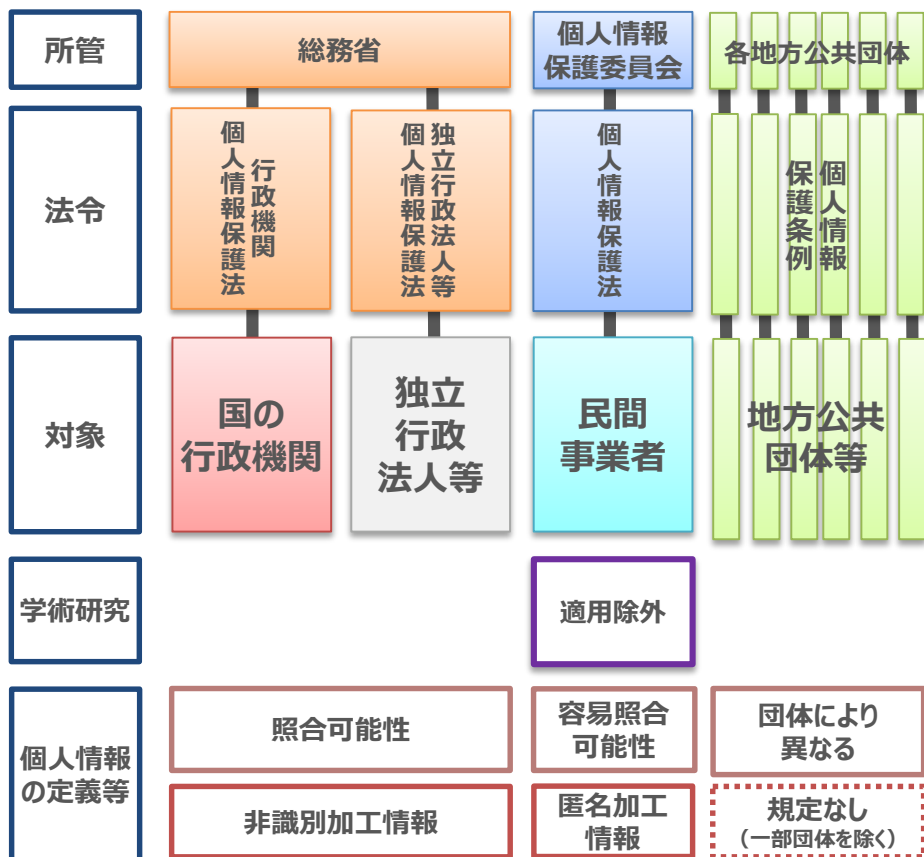 所管
総務省
個人情報
保護委員会
各地方公共団体
法令
行政機関
個人情報保護法
独立行政法人等
個人情報保護法
個人情報保護法
個人情報
保護条例
対象
国の
行政機関
独立
行政
法人等
民間
事業者
地方公共
団体等
学術研究
適用除外
個人情報
の定義等
照合可能性
容易照合
可能性
団体により
異なる
非識別加工情報
匿名加工
情報
規定なし
（一部団体を除く）